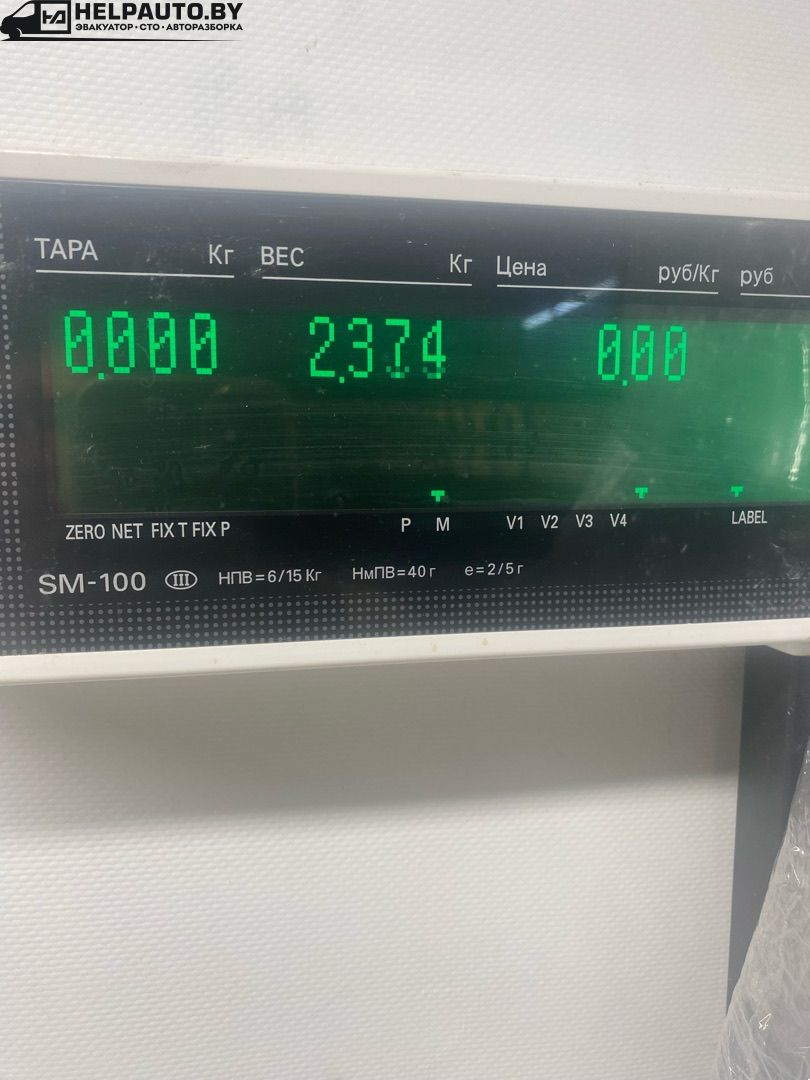 HELPAUTO.BY
ЭВАКУАТОР • СТО • АВТОРАЗБОРКА
ТАРА Кг ВЕС Кг Цена руб/Кг руб
0.000 2.374 0.00
ZERO NET FIX T FIX P P M V1 V2 V3 V4 LABEL
SM-100 III НПВ=6/15 Кг НмПВ=40 г e=2/5 г